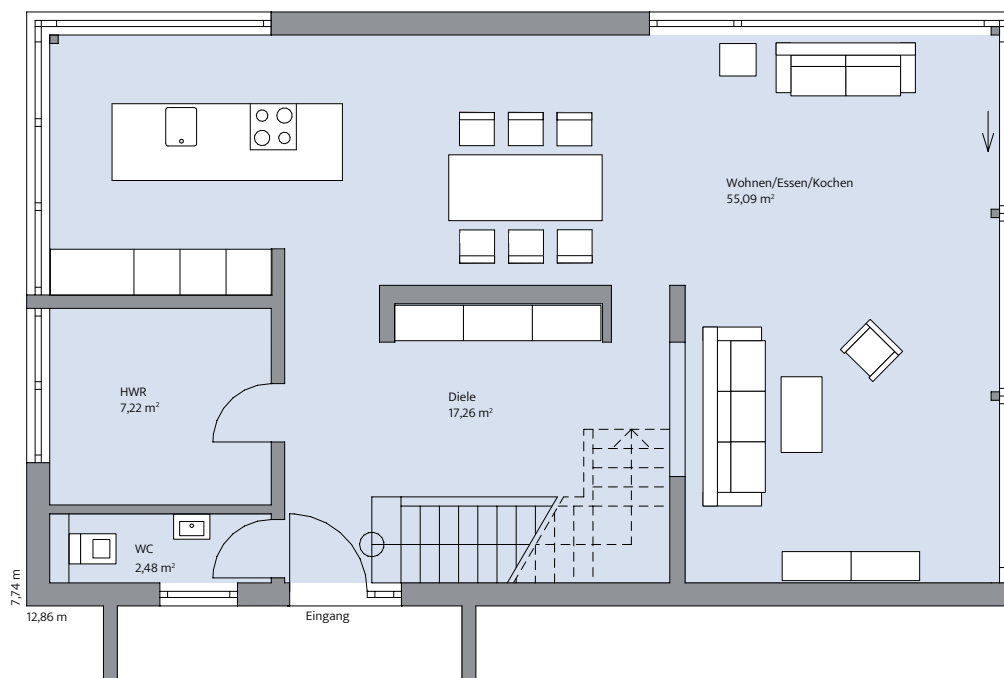 Wohnen/Essen/Kochen
55,09 m²
HWR
7,22 m²
Diele
17,26 m²
WC
2,48 m²
7,74 m
12,86 m
Eingang